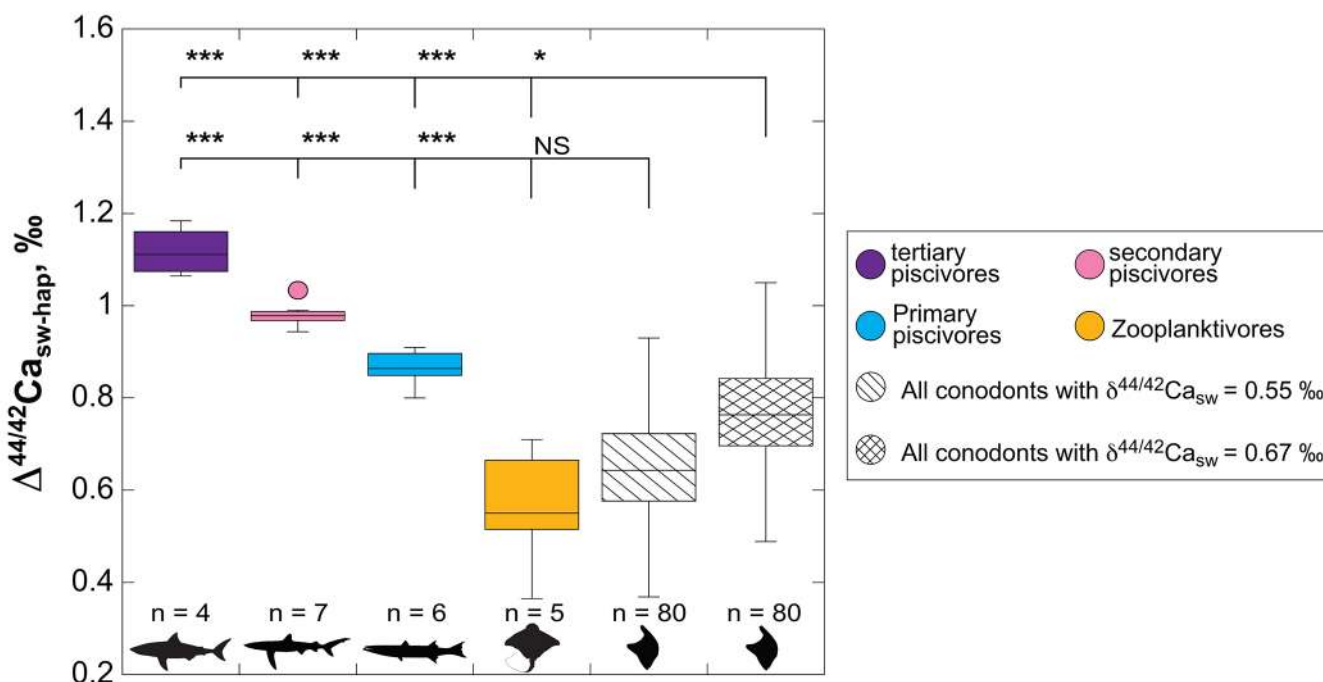 1.6
*** *** *** *
1.4
*** *** *** NS
1.2
1
0.8
0.6
0.4
0.2
Δ44/42Casw-hap, ‰
n = 4 n = 7 n = 6 n = 5 n = 80 n = 80
tertiary
piscivores
secondary
piscivores
Primary
piscivores
Zooplanktivores
All conodonts with δ44/42Casw = 0.55 ‰
All conodonts with δ44/42Casw = 0.67 ‰